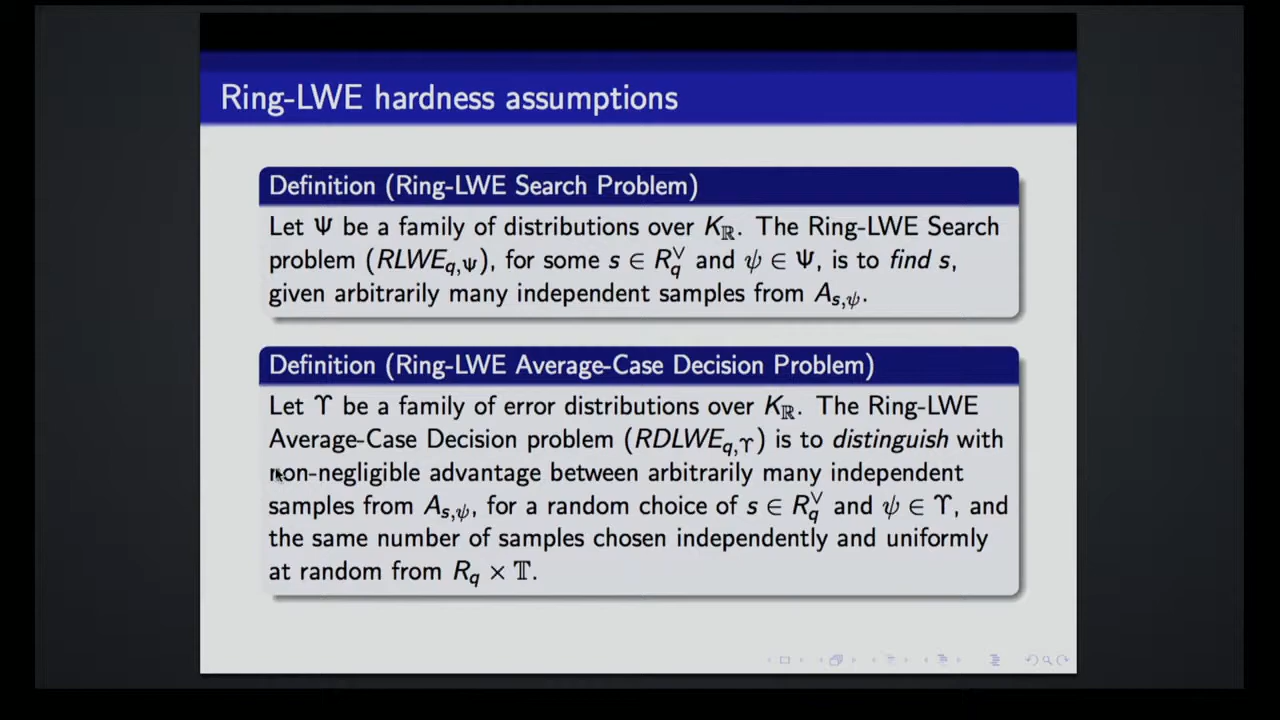 Ring-LWE hardness assumptions
Definition (Ring-LWE Search Problem)
Let Ψ be a family of distributions over K_ℝ. The Ring-LWE Search
problem (RLWE_{q,Ψ}), for some s ∈ R_q^∨ and ψ ∈ Ψ, is to find s,
given arbitrarily many independent samples from A_{s,ψ}.
Definition (Ring-LWE Average-Case Decision Problem)
Let ϒ be a family of error distributions over K_ℝ. The Ring-LWE
Average-Case Decision problem (RDLWE_{q,ϒ}) is to distinguish with
non-negligible advantage between arbitrarily many independent
samples from A_{s,ψ}, for a random choice of s ∈ R_q^∨ and ψ ∈ ϒ, and
the same number of samples chosen independently and uniformly
at random from R_q × 𝕋.